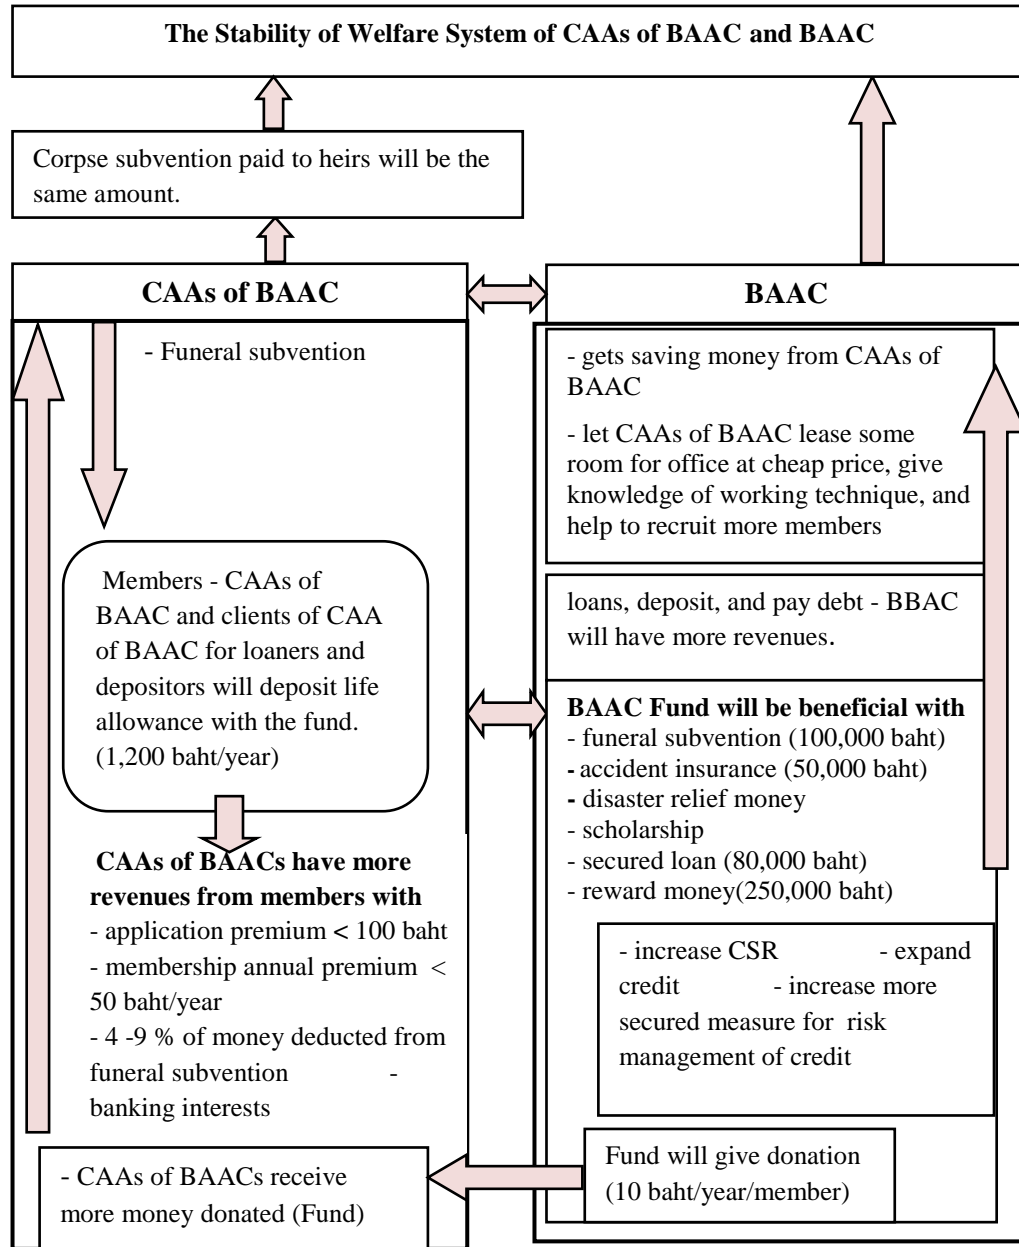 The Stability of Welfare System of CAAs of BAAC and BAAC
Corpse subvention paid to heirs will be the
same amount.
CAAs of BAAC
- Funeral subvention
Members - CAAs of
BAAC and clients of CAA
of BAAC for loaners and
depositors will deposit life
allowance with the fund.
(1,200 baht/year)
CAAs of BAACs have more
revenues from members with
- application premium < 100 baht
- membership annual premium <
50 baht/year
- 4 -9 % of money deducted from
funeral subvention -
banking interests
- CAAs of BAACs receive
more money donated (Fund)
BAAC
- gets saving money from CAAs of
BAAC
- let CAAs of BAAC lease some
room for office at cheap price, give
knowledge of working technique, and
help to recruit more members
loans, deposit, and pay debt - BBAC
will have more revenues.
BAAC Fund will be beneficial with
- funeral subvention (100,000 baht)
- accident insurance (50,000 baht)
- disaster relief money
- scholarship
- secured loan (80,000 baht)
- reward money(250,000 baht)
- increase CSR - expand
credit - increase more
secured measure for risk
management of credit
Fund will give donation
(10 baht/year/member)